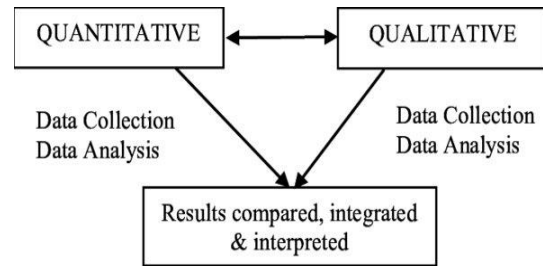 QUANTITATIVE
QUALITATIVE
Data Collection
Data Analysis
Data Collection
Data Analysis
Results compared, integrated
& interpreted